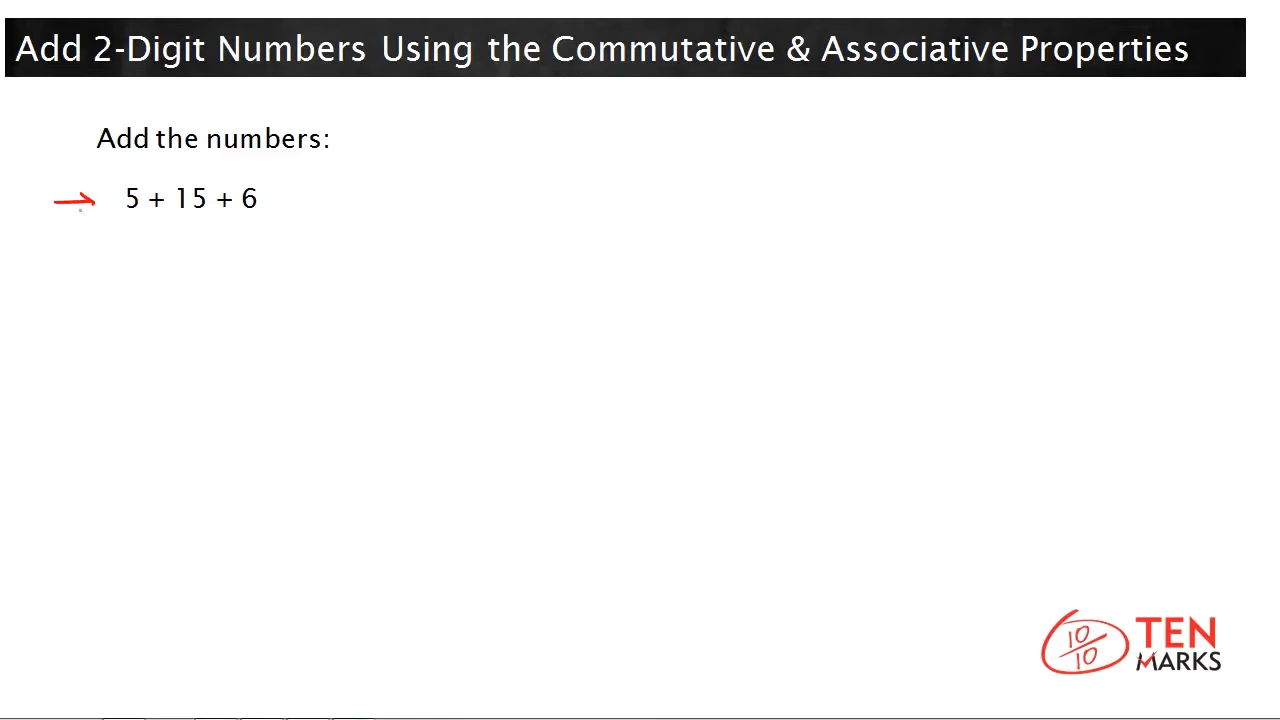 Add 2-Digit Numbers Using the Commutative & Associative Properties
Add the numbers:
5 + 15 + 6
10
10
TEN
MARKS